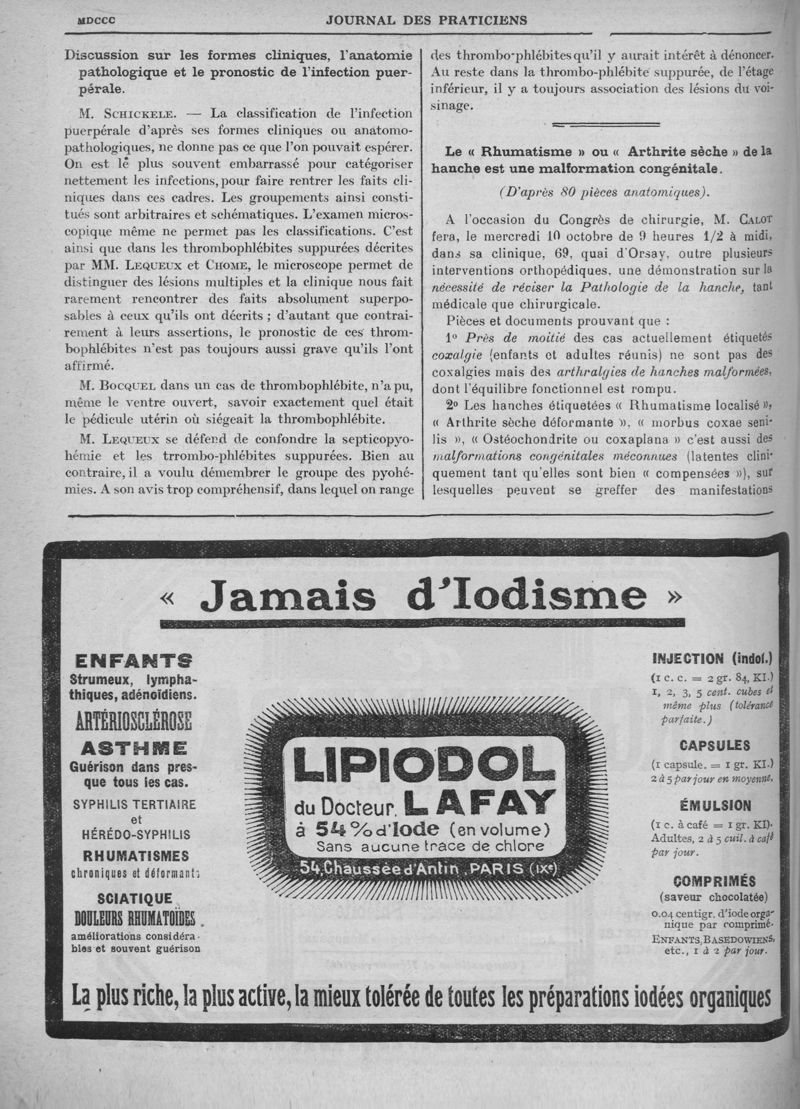 MDCCC
JOURNAL DES PRATICIENS
Discussion sur les formes cliniques, l'anatomie
pathologique et le pronostic de l'infection puer-
pérale.
M. SCHICKELE. — La classification de l'infection
puerpérale d'après ses formes cliniques ou anatomo-
pathologiques, ne donne pas ce que l'on pouvait espérer.
On est le plus souvent embarrassé pour catégoriser
nettement les infections, pour faire rentrer les faits cli-
niques dans ces cadres. Les groupements ainsi consti-
tués sont arbitraires et schématiques. L'examen micros-
copique même ne permet pas les classifications. C'est
ainsi que dans les thrombophlébites suppurées décrites
par MM. LEQUEUX et CHOME, le microscope permet de
distinguer des lésions multiples et la clinique nous fait
rarement rencontrer des faits absolument superpo-
sables à ceux qu'ils ont décrits ; d'autant que contrai-
rement à leurs assertions, le pronostic de ces throm-
bophlébites n'est pas toujours aussi grave qu'ils l'ont
affirmé.
M. BOCQUEL dans un cas de thrombophlébite, n'a pu,
même le ventre ouvert, savoir exactement quel était
le pédicule utérin où siégeait la thrombophlébite.
M. LEQUEUX se défend de confondre la septicopyo-
hémie et les trrombo-phlébites suppurées. Bien au
contraire, il a voulu démembrer le groupe des pyohé-
mies. A son avis trop compréhensif, dans lequel on range
des thrombo-phlébites qu'il y aurait intérêt à dénoncer.
Au reste dans la thrombo-phlébite suppurée, de l'étage
inférieur, il y a toujours association des lésions du voi-
sinage.
Le « Rhumatisme » ou « Arthrite sèche » de la
hanche est une malformation congénitale.
(D'après 80 pièces anatomiques).
A l'occasion du Congrès de chirurgie, M. CALOT
fera, le mercredi 10 octobre de 9 heures 1/2 à midi,
dans sa clinique, 69, quai d'Orsay, outre plusieurs
interventions orthopédiques, une démonstration sur la
nécessité de réciser la Pathologie de la hanche, tant
médicale que chirurgicale.
Pièces et documents prouvant que :
1º Près de moitié des cas actuellement étiquetés
coxalgie (enfants et adultes réunis) ne sont pas des
coxalgies mais des arthralgies de hanches malformées,
dont l'équilibre fonctionnel est rompu.
2º Les hanches étiquetées « Rhumatisme localisé »,
« Arthrite sèche déformante », « morbus coxae seni-
lis », « Ostéochondrite ou coxaplana » c'est aussi des
malformations congénitales méconnues (latentes clini-
quement tant qu'elles sont bien « compensées »), sur
lesquelles peuvent se greffer des manifestations
« Jamais d'Iodisme »
ENFANTS
Strumeux, lympha-
thiques, adénoïdiens.
ARTÉRIOSCLÉROSE
ASTHME
Guérison dans pres-
que tous les cas.
SYPHILIS TERTIAIRE
et
HÉRÉDO-SYPHILIS
RHUMATISMES
chroniques et déformants
SCIATIQUE
DOULEURS RHUMATOÏDES
améliorations considéra-
bles et souvent guérison
LIPIODOL
du Docteur. LAFAY
à 54% d'Iode (en volume)
Sans aucune trace de chlore
54, Chaussée d'Antin, PARIS (IXe)
INJECTION (indol.)
(1 c. c. = 2 gr. 84, KI.)
1, 2, 3, 5 cent. cubes et
même plus (tolérance
parfaite.)
CAPSULES
(1 capsule. = 1 gr. KI.)
2 à 5 par jour en moyenne.
ÉMULSION
(1 c. à café = 1 gr. KI).
Adultes, 2 à 5 cuil. à café
par jour.
COMPRIMÉS
(saveur chocolatée)
0.04 centigr. d'iode orga-
nique par comprimé.
ENFANTS, BASEDOWIENS,
etc., 1 à 2 par jour.
La plus riche, la plus active, la mieux tolérée de toutes les préparations iodées organiques